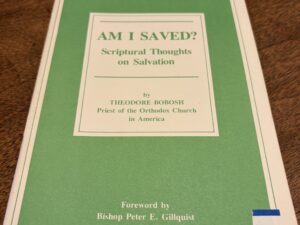 AM I SAVED?
Scriptural Thoughts
on Salvation
by
THEODORE BOBOSH
Priest of the Orthodox Church
in America
Foreword by
Bishop Peter E. Gillquist